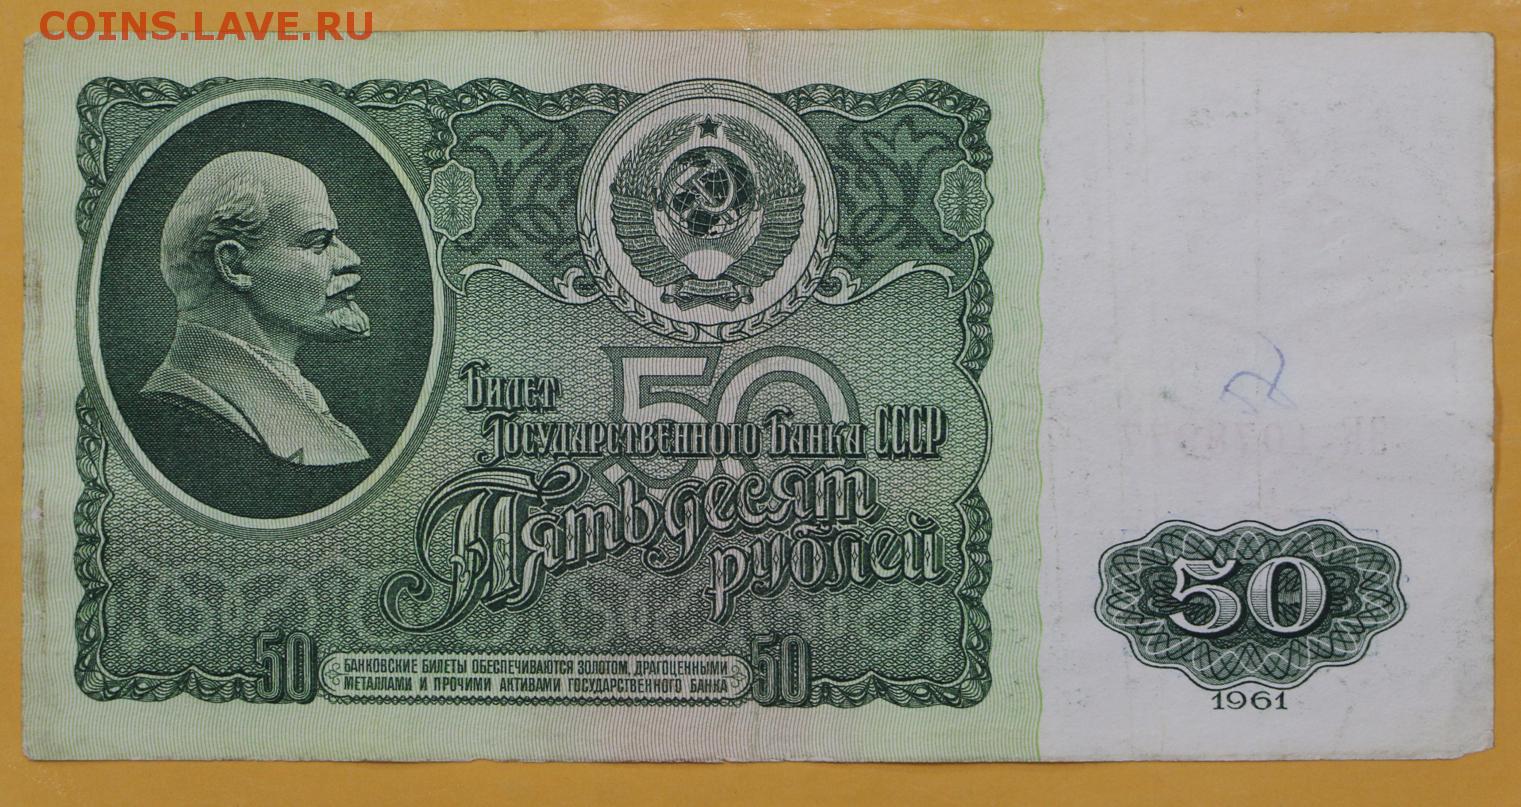 COINS.LAVE.RU
Билет
Государственного Банка СССР
50
Пятьдесят
рублей
50
БАНКОВСКИЕ БИЛЕТЫ ОБЕСПЕЧИВАЮТСЯ ЗОЛОТОМ, ДРАГОЦЕННЫМИ
МЕТАЛЛАМИ И ПРОЧИМИ АКТИВАМИ ГОСУДАРСТВЕННОГО БАНКА
50
50
1961